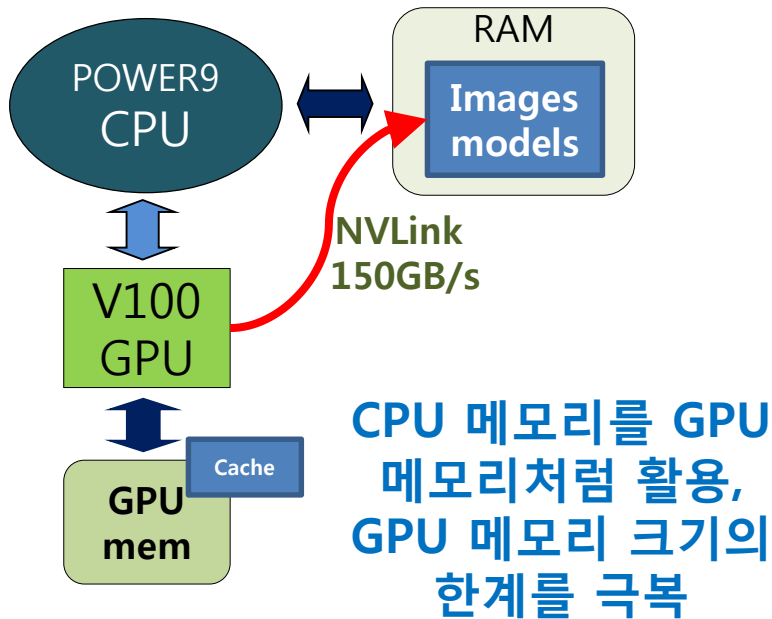 POWER9
CPU
RAM
Images
models
NVLink
150GB/s
V100
GPU
Cache
GPU
mem
CPU 메모리를 GPU
메모리처럼 활용,
GPU 메모리 크기의
한계를 극복